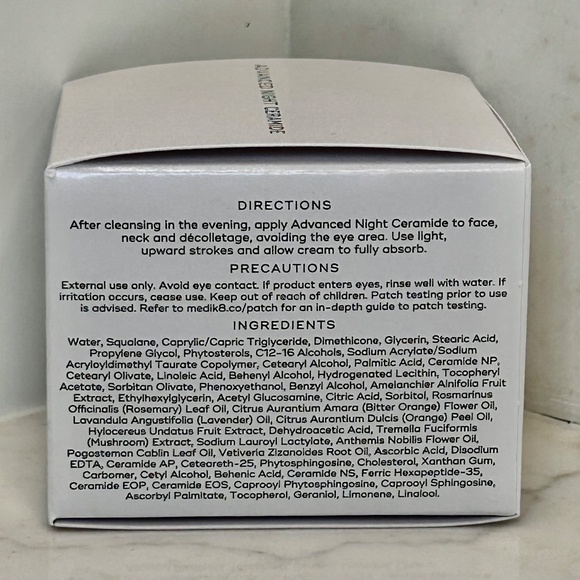 ADVANCED NIGHT CERAMIDE
DIRECTIONS
After cleansing in the evening, apply Advanced Night Ceramide to face,
neck and décolletage, avoiding the eye area. Use light,
upward strokes and allow cream to fully absorb.
PRECAUTIONS
External use only. Avoid eye contact. If product enters eyes, rinse well with water. If
irritation occurs, cease use. Keep out of reach of children. Patch testing prior to use
is advised. Refer to medik8.co/patch for an in-depth guide to patch testing.
INGREDIENTS
Water, Squalane, Caprylic/Capric Triglyceride, Dimethicone, Glycerin, Stearic Acid,
Propylene Glycol, Phytosterols, C12-16 Alcohols, Sodium Acrylate/Sodium
Acryloyldimethyl Taurate Copolymer, Cetearyl Alcohol, Palmitic Acid, Ceramide NP,
Cetearyl Olivate, Linoleic Acid, Behenyl Alcohol, Hydrogenated Lecithin, Tocopheryl
Acetate, Sorbitan Olivate, Phenoxyethanol, Benzyl Alcohol, Amelanchier Alnifolia Fruit
Extract, Ethylhexylglycerin, Acetyl Glucosamine, Citric Acid, Sorbitol, Rosmarinus
Officinalis (Rosemary) Leaf Oil, Citrus Aurantium Amara (Bitter Orange) Flower Oil,
Lavandula Angustifolia (Lavender) Oil, Citrus Aurantium Dulcis (Orange) Peel Oil,
Hylocereus Undatus Fruit Extract, Dehydroacetic Acid, Tremella Fuciformis
(Mushroom) Extract, Sodium Lauroyl Lactylate, Anthemis Nobilis Flower Oil,
Pogostemon Cablin Leaf Oil, Vetiveria Zizanoides Root Oil, Ascorbic Acid, Disodium
EDTA, Ceramide AP, Ceteareth-25, Phytosphingosine, Cholesterol, Xanthan Gum,
Carbomer, Cetyl Alcohol, Behenic Acid, Ceramide NS, Ferric Hexapeptide-35,
Ceramide EOP, Ceramide EOS, Caprooyl Phytosphingosine, Caprooyl Sphingosine,
Ascorbyl Palmitate, Tocopherol, Geraniol, Limonene, Linalool.